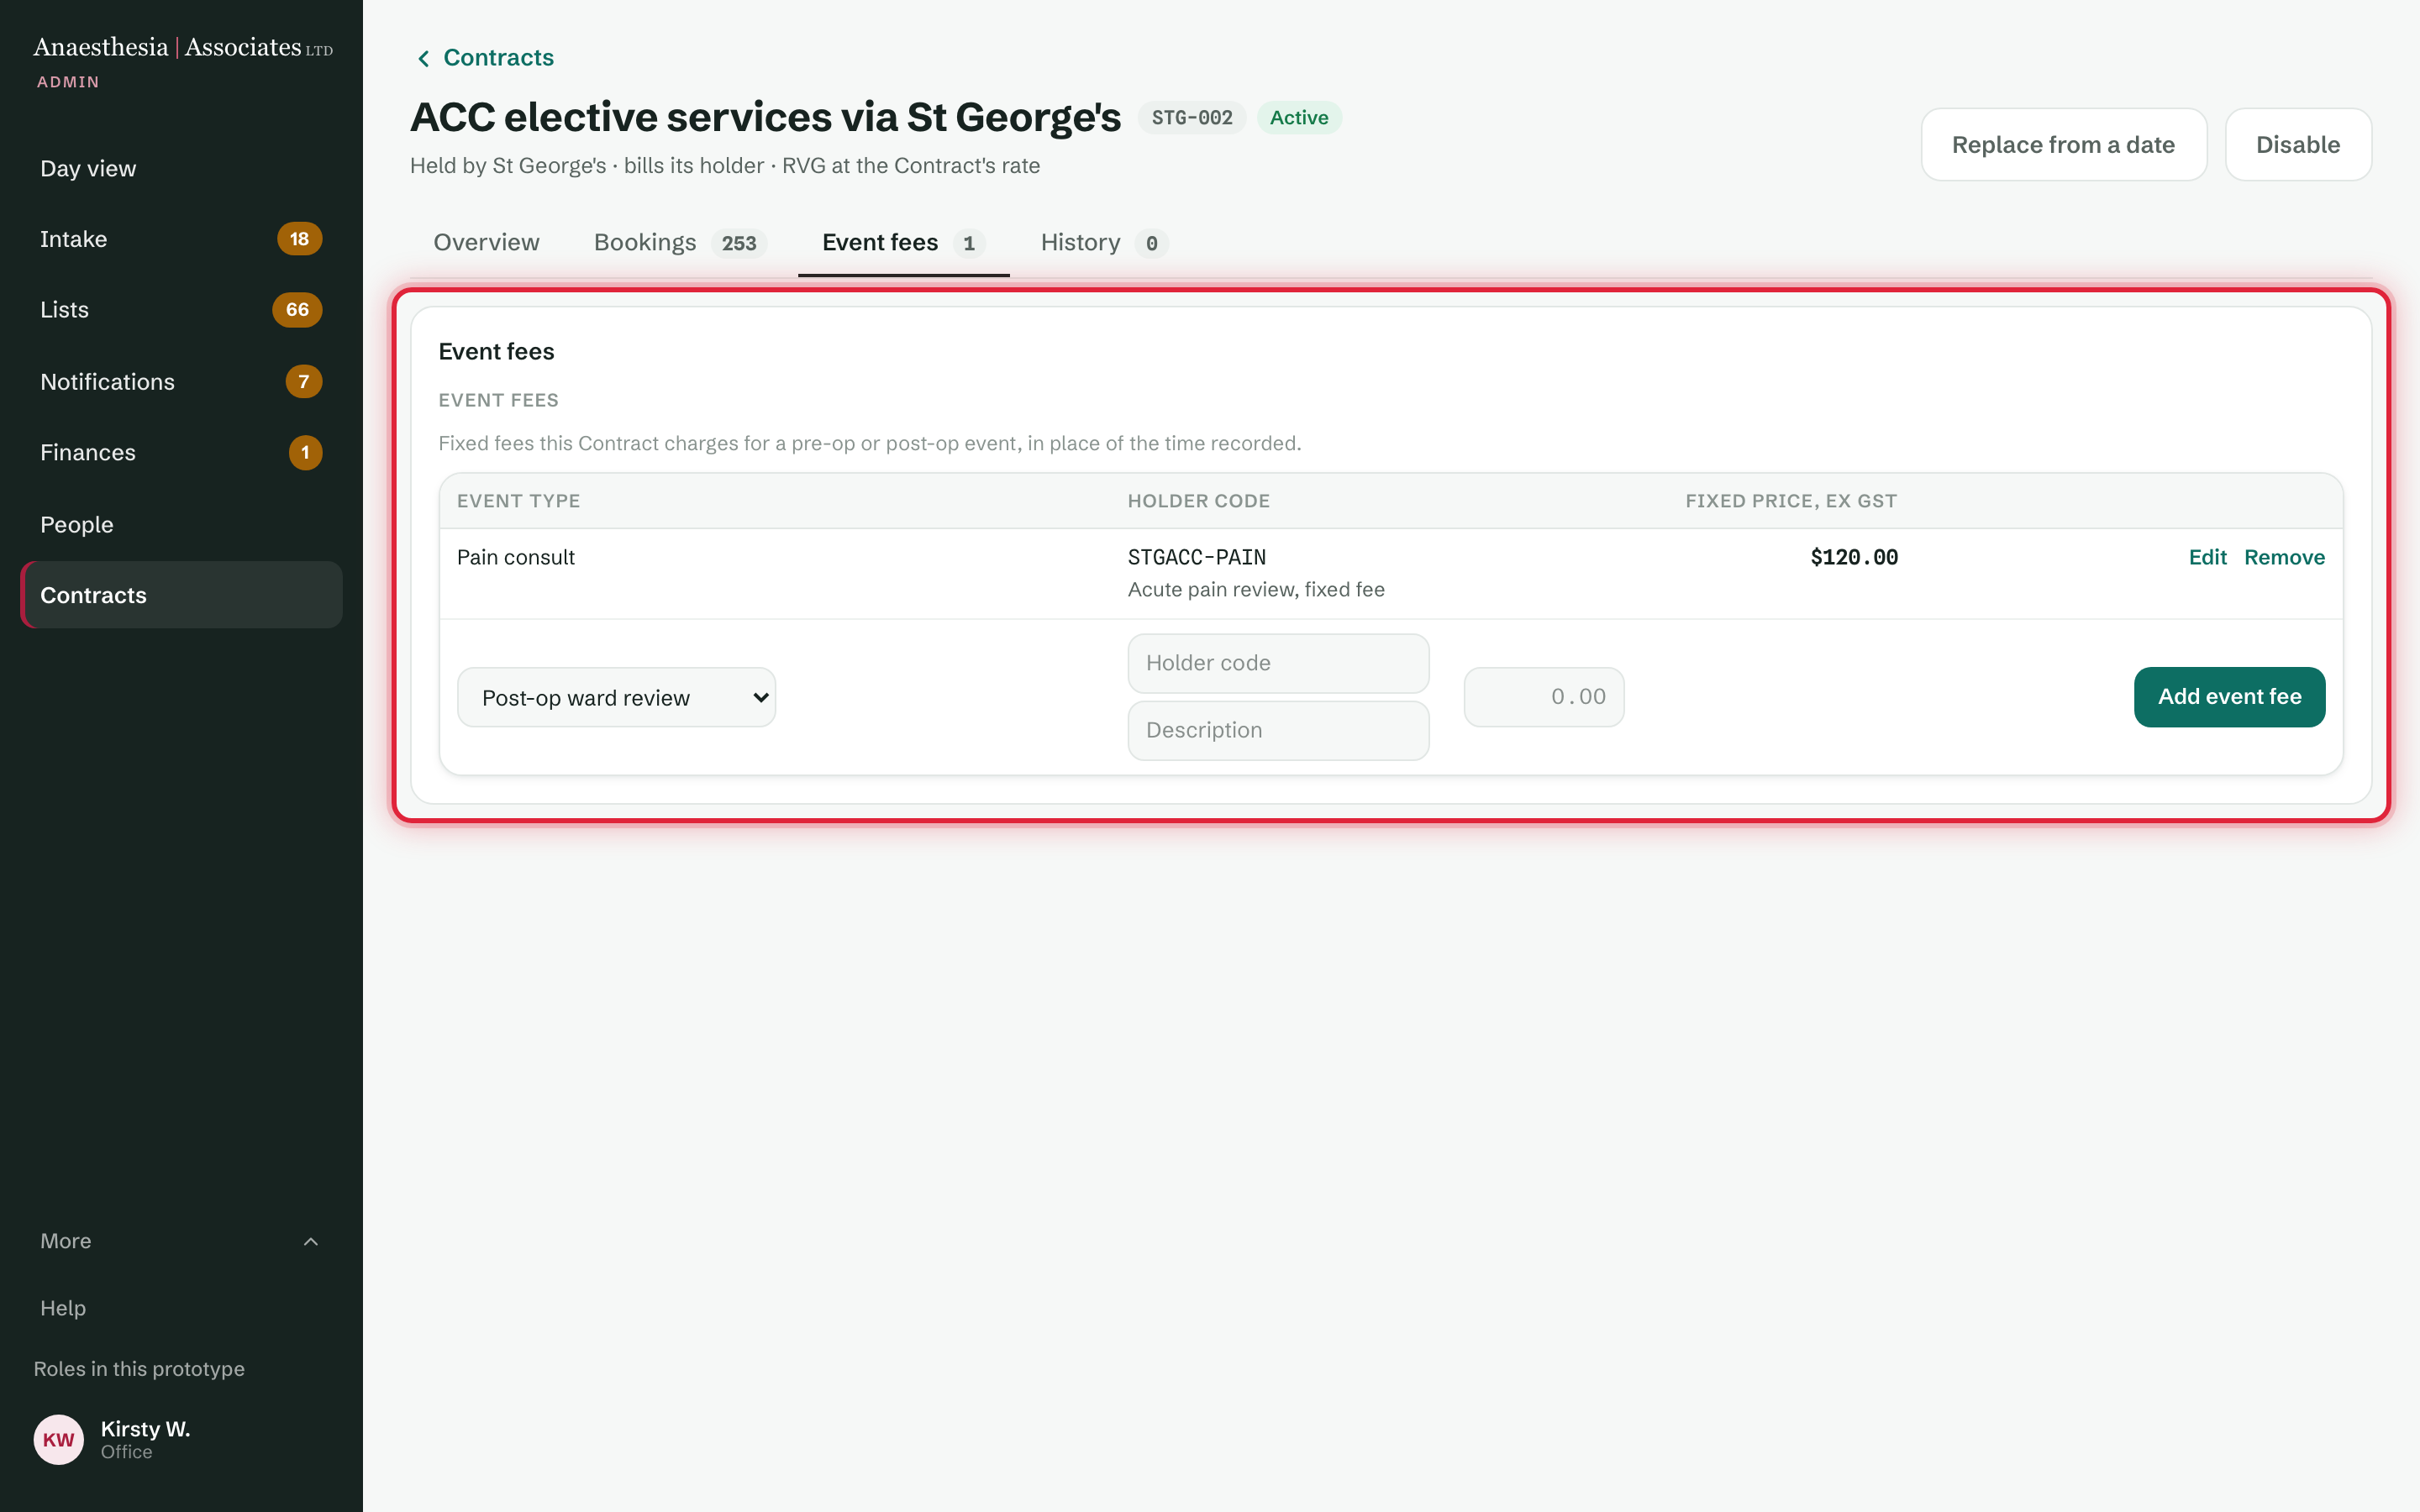 Anaesthesia | Associates LTD
ADMIN
Day view
Intake 18
Lists 66
Notifications 7
Finances 1
People
Contracts
More
Help
Roles in this prototype
KW
Kirsty W.
Office
Contracts
ACC elective services via St George's STG-002 Active
Held by St George's · bills its holder · RVG at the Contract's rate
Replace from a date
Disable
Overview Bookings 253 Event fees 1 History 0
Event fees
EVENT FEES
Fixed fees this Contract charges for a pre-op or post-op event, in place of the time recorded.
EVENT TYPE HOLDER CODE FIXED PRICE, EX GST
Pain consult STGACC-PAIN $120.00 Edit Remove
Acute pain review, fixed fee
Holder code
Post-op ward review 0.00 Add event fee
Description